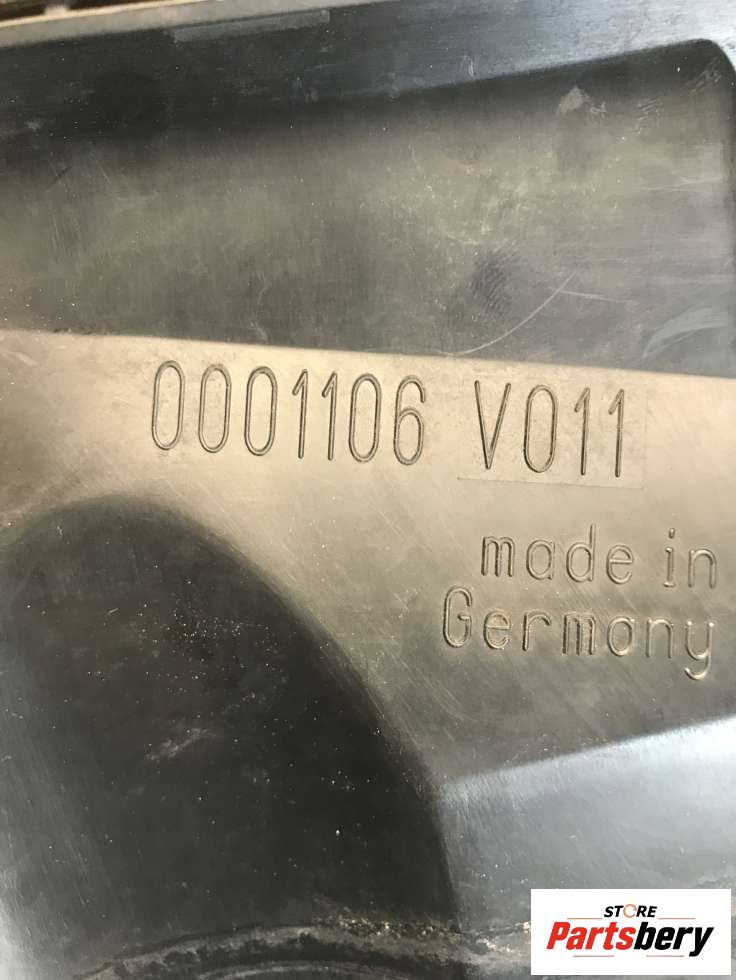 0001106 V011
made in
Germany
STORE
Partsbery